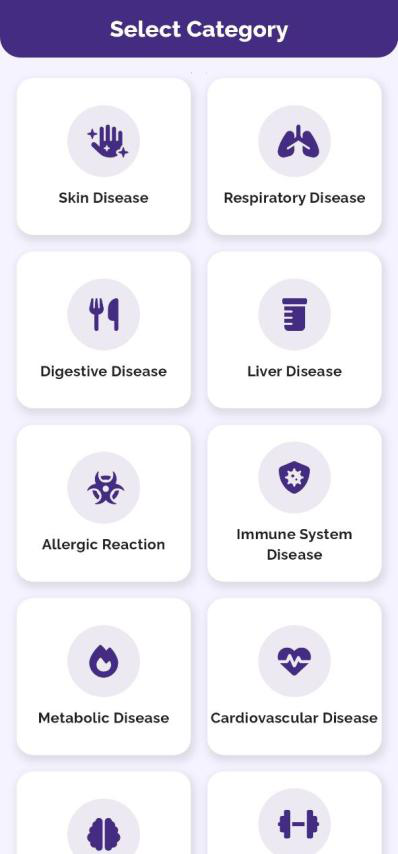 Select Category
Skin Disease
Respiratory Disease
Digestive Disease
Liver Disease
Allergic Reaction
Immune System
Disease
Metabolic Disease
Cardiovascular Disease